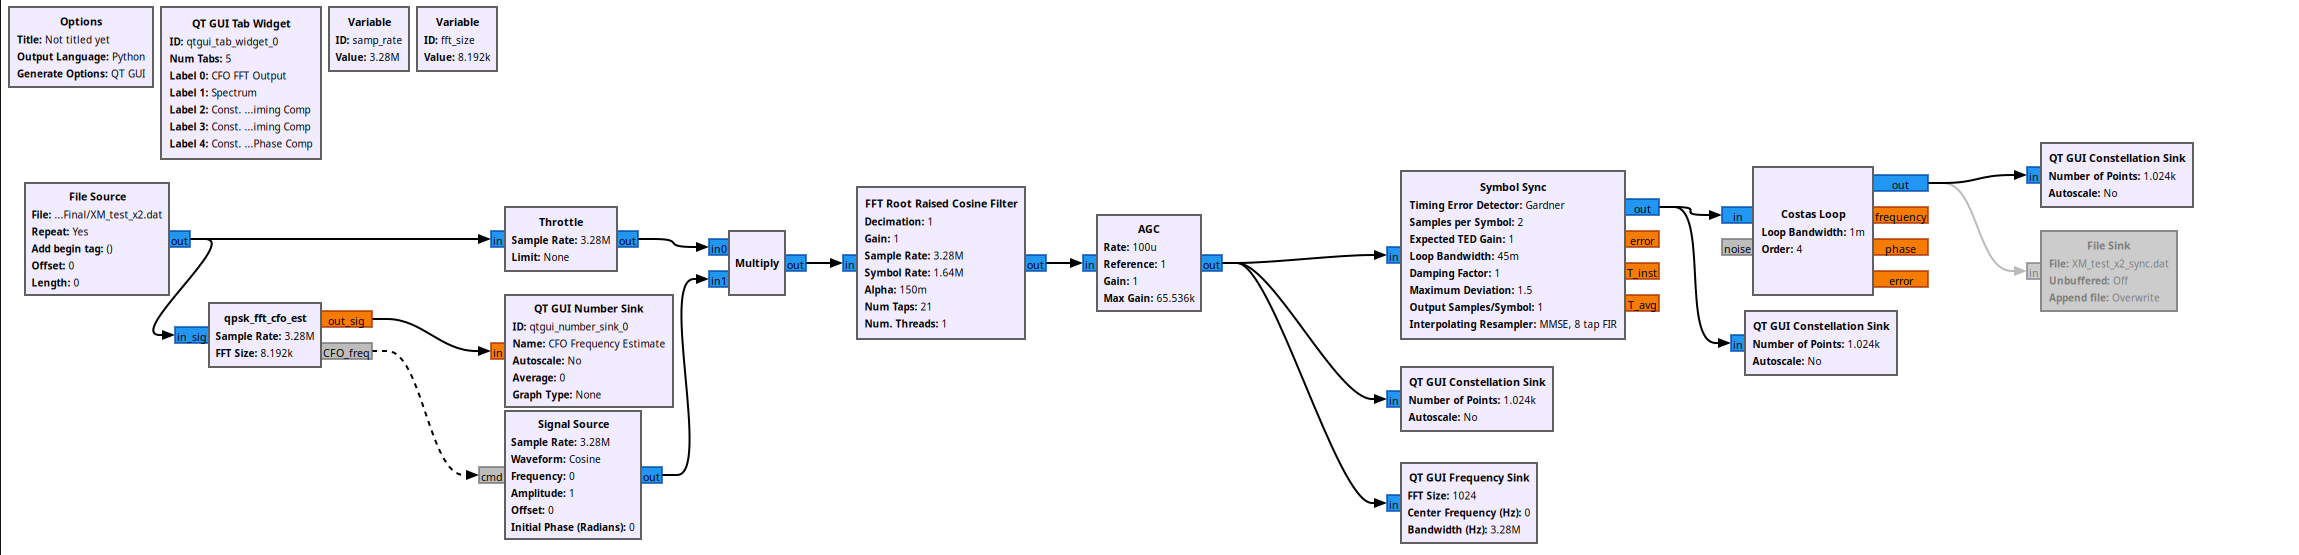 Options
Title: Not titled yet
Output Language: Python
Generate Options: QT GUI
QT GUI Tab Widget
ID: qtgui_tab_widget_0
Num Tabs: 5
Label 0: CFO FFT Output
Label 1: Spectrum
Label 2: Const. ...iming Comp
Label 3: Const. ...iming Comp
Label 4: Const. ...Phase Comp
Variable
ID: samp_rate
Value: 3.28M
Variable
ID: fft_size
Value: 8.192k
File Source
File: ...Final/XM_test_x2.dat
Repeat: Yes
Add begin tag: ()
Offset: 0
Length: 0
out
in_sig
qpsk_fft_cfo_est
Sample Rate: 3.28M
FFT Size: 8.192k
out_sig
CFO_freq
in
Throttle
Sample Rate: 3.28M
Limit: None
out
in
QT GUI Number Sink
ID: qtgui_number_sink_0
Name: CFO Frequency Estimate
Autoscale: No
Average: 0
Graph Type: None
cmd
Signal Source
Sample Rate: 3.28M
Waveform: Cosine
Frequency: 0
Amplitude: 1
Offset: 0
Initial Phase (Radians): 0
out
in0
in1
Multiply
out
in
FFT Root Raised Cosine Filter
Decimation: 1
Gain: 1
Sample Rate: 3.28M
Symbol Rate: 1.64M
Alpha: 150m
Num Taps: 21
Num. Threads: 1
out
in
AGC
Rate: 100u
Reference: 1
Gain: 1
Max Gain: 65.536k
out
in
Symbol Sync
Timing Error Detector: Gardner
Samples per Symbol: 2
Expected TED Gain: 1
Loop Bandwidth: 45m
Damping Factor: 1
Maximum Deviation: 1.5
Output Samples/Symbol: 1
Interpolating Resampler: MMSE, 8 tap FIR
out
error
T_inst
T_avg
in
QT GUI Constellation Sink
Number of Points: 1.024k
Autoscale: No
in
QT GUI Frequency Sink
FFT Size: 1024
Center Frequency (Hz): 0
Bandwidth (Hz): 3.28M
in
noise
Costas Loop
Loop Bandwidth: 1m
Order: 4
out
frequency
phase
error
in
QT GUI Constellation Sink
Number of Points: 1.024k
Autoscale: No
in
QT GUI Constellation Sink
Number of Points: 1.024k
Autoscale: No
in
File Sink
File: XM_test_x2_sync.dat
Unbuffered: Off
Append file: Overwrite